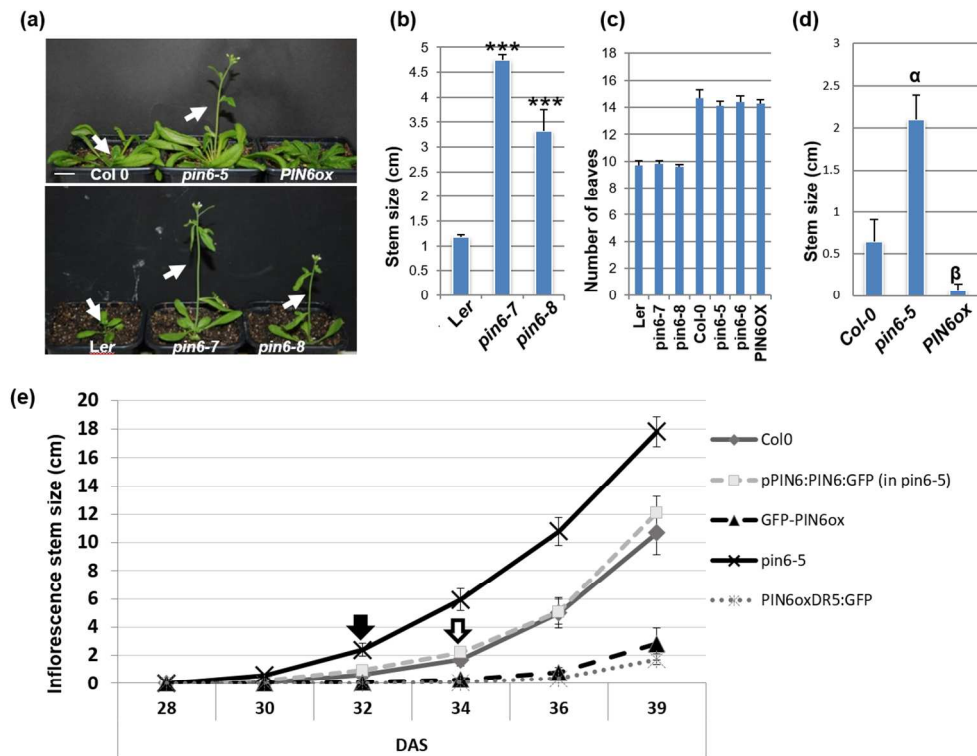 (a)
Col 0 pin6-5 PIN6ox
Ler pin6-7 pin6-8
(b)
Stem size (cm)
5
4.5
4
3.5
3
2.5
2
1.5
1
0.5
0
***
***
Ler pin6-7 pin6-8
(c)
Number of leaves
18
16
14
12
10
8
6
4
2
0
Ler pin6-7 pin6-8 Col-0 pin6-5 pin6-6 PIN6OX
(d)
Stem size (cm)
3
2.5
2
1.5
1
0.5
0
α
β
Col-0 pin6-5 PIN6ox
(e)
Inflorescence stem size (cm)
20
18
16
14
12
10
8
6
4
2
0
28 30 32 34 36 39
DAS
Col0
pPIN6:PIN6:GFP (in pin6-5)
GFP-PIN6ox
pin6-5
PIN6oxDR5:GFP